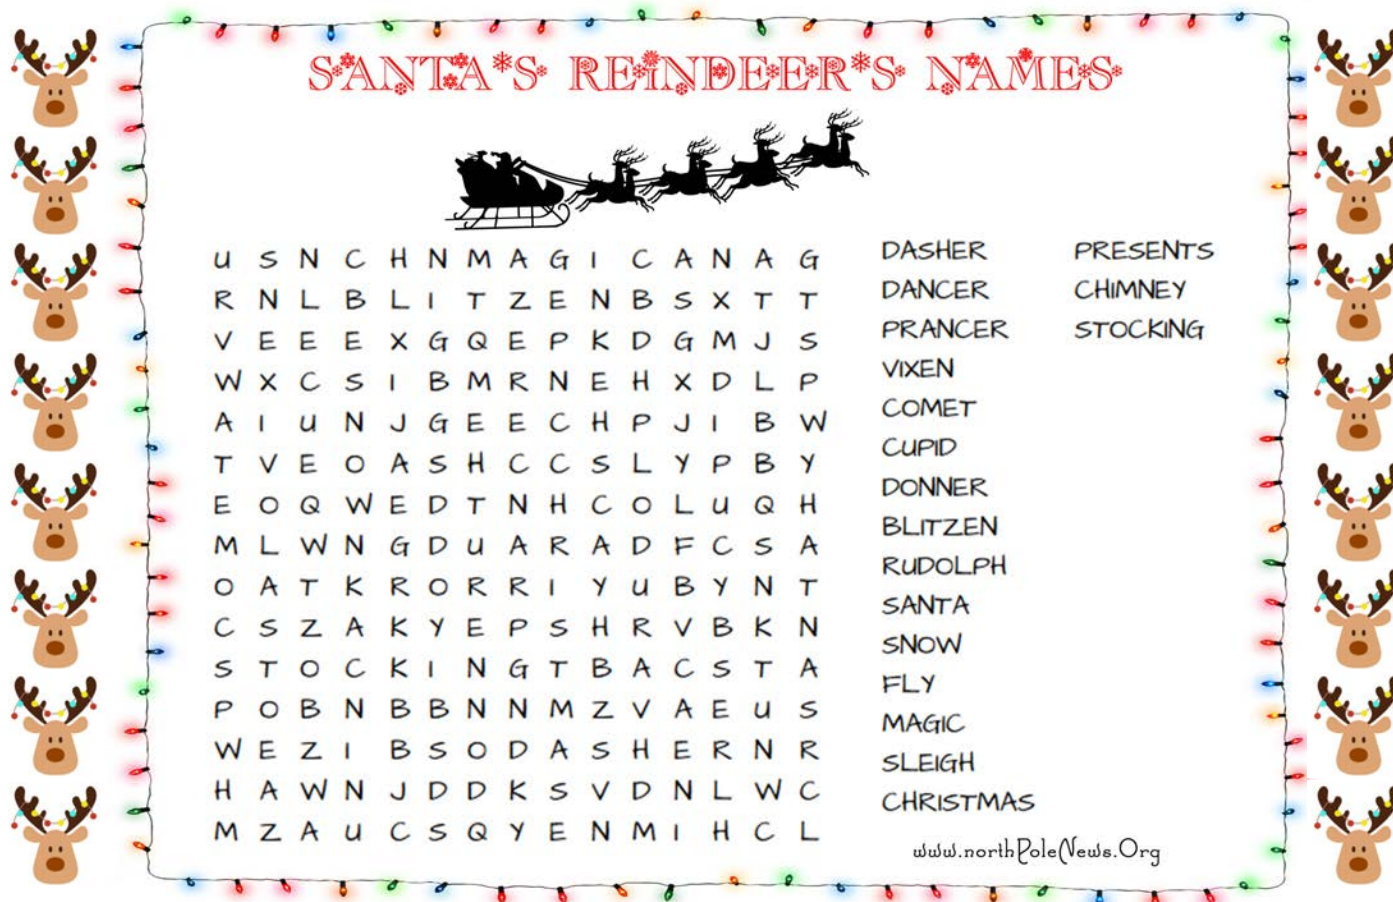 SANTA'S REINDEER'S NAMES
U S N C H N M A G I C A N A G
R N L B L I T Z E N B S X T T
V E E E X G Q E P K D G M J S
W X C S I B M R N E H X D L P
A I U N J G E E C H P J I B W
T V E O A S H C C S L Y P B Y
E O Q W E D T N H C O L U Q H
M L W N G D U A R A D F C S A
O A T K R O R R I Y U B Y N T
C S Z A K Y E P S H R V B K N
S T O C K I N G T B A C S T A
P O B N B B N N M Z V A E U S
W E Z I B S O D A S H E R N R
H A W N J D D K S V D N L W C
M Z A U C S Q Y E N M I H C L
DASHER
DANCER
PRANCER
VIXEN
COMET
CUPID
DONNER
BLITZEN
RUDOLPH
SANTA
SNOW
FLY
MAGIC
SLEIGH
CHRISTMAS
PRESENTS
CHIMNEY
STOCKING
www.northPoleNews.Org